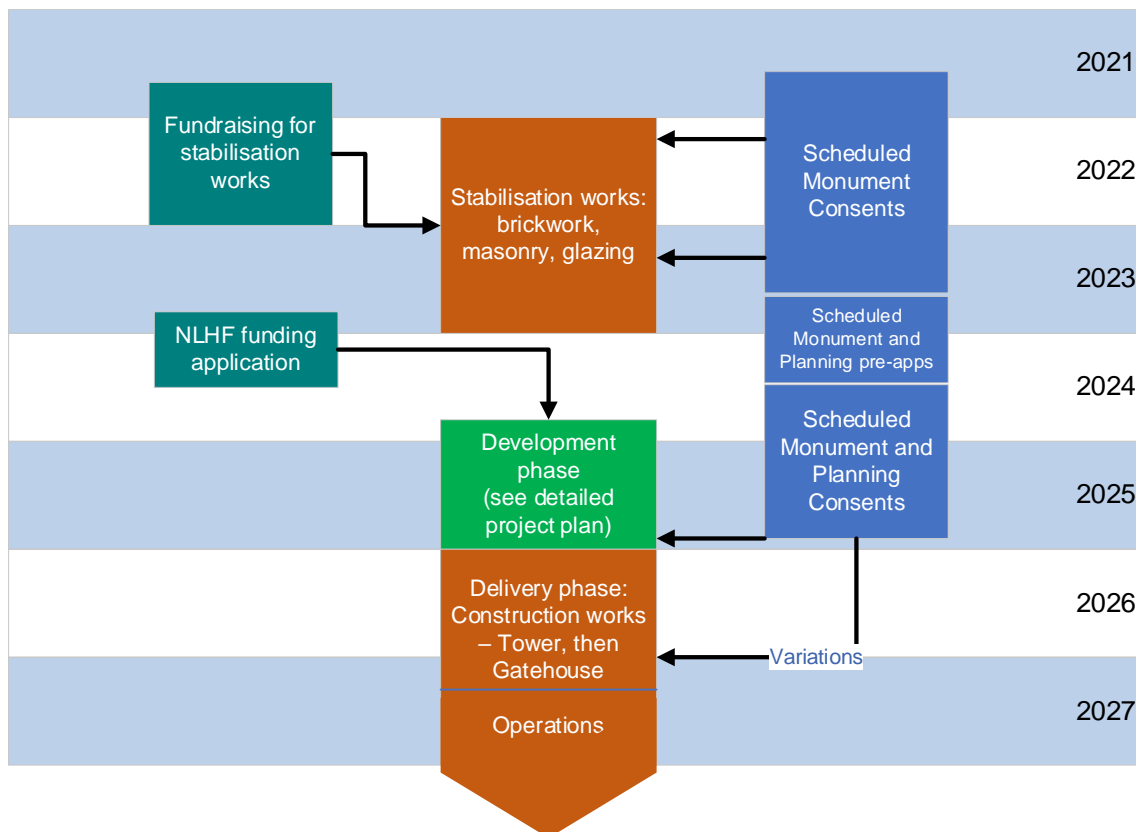 2021
Fundraising for
stabilisation
works
Scheduled
Monument
Consents
2022
Stabilisation works:
brickwork,
masonry, glazing
2023
NLHF funding
application
Scheduled
Monument and
Planning pre-apps
2024
Development
phase
(see detailed
project plan)
Scheduled
Monument and
Planning
Consents
2025
Delivery phase:
Construction works
– Tower, then
Gatehouse
2026
Variations
Operations
2027